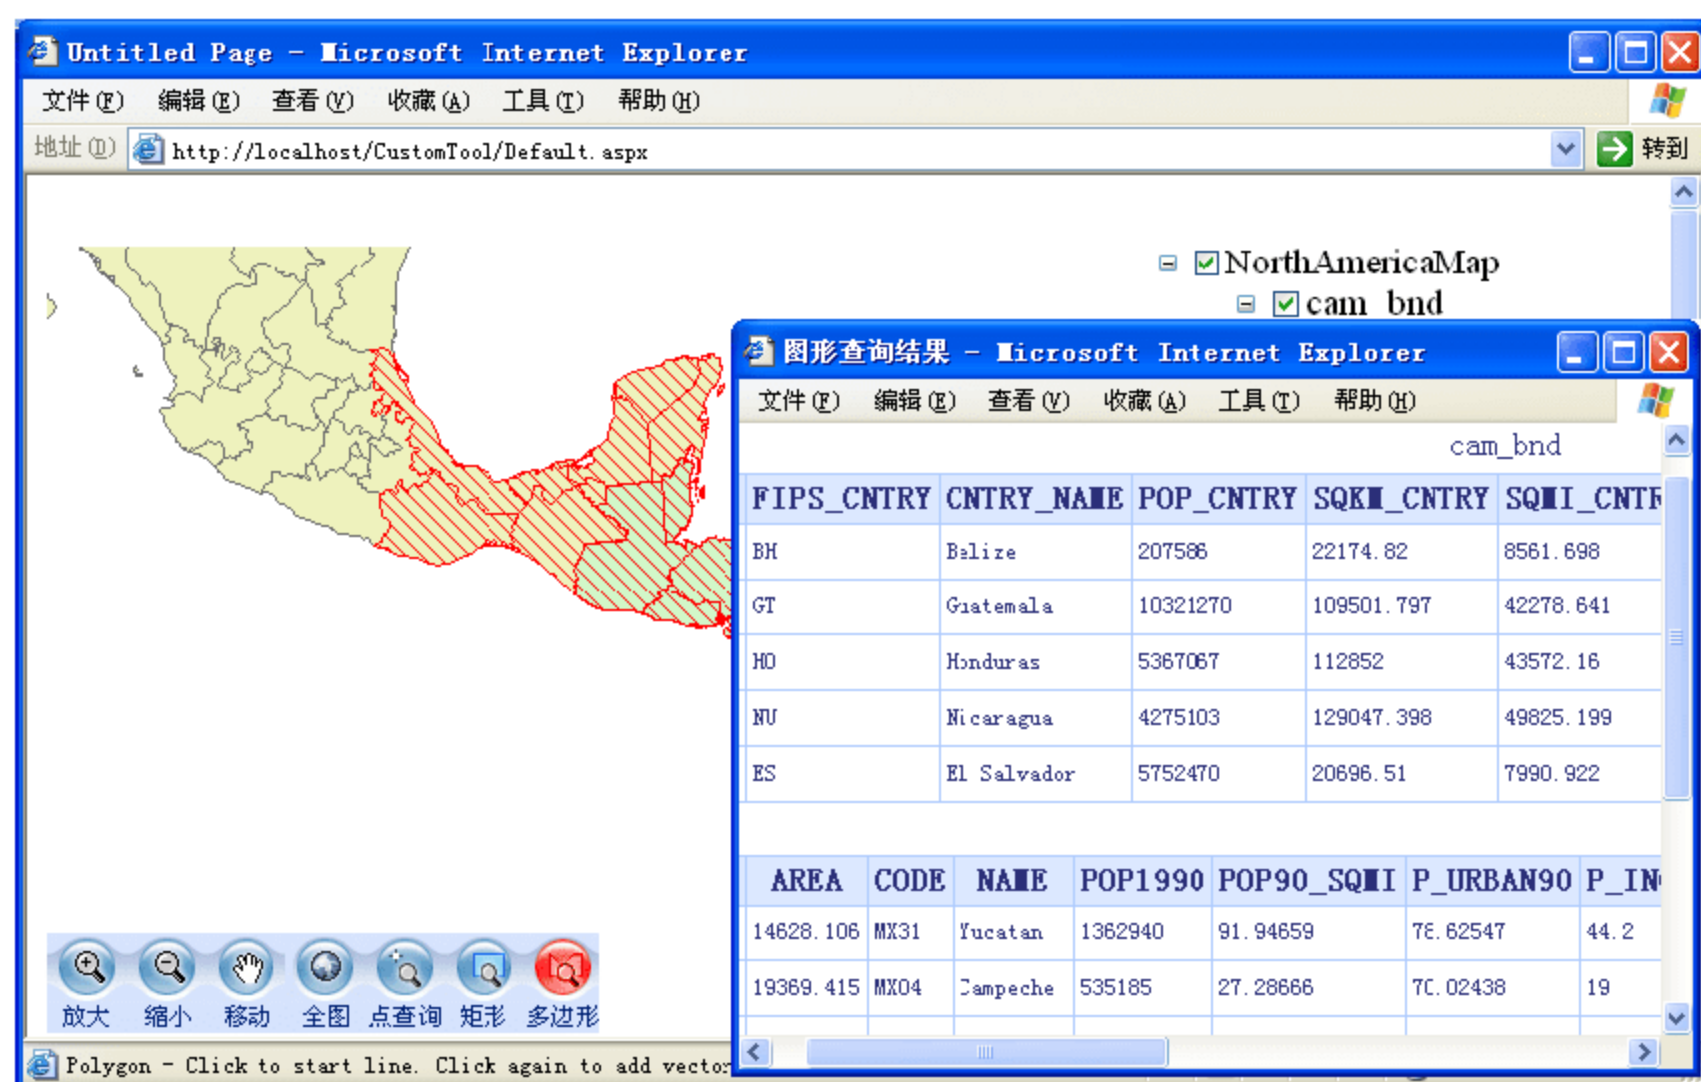 Untitled Page - Microsoft Internet Explorer
文件(F) 编辑(E) 查看(V) 收藏(A) 工具(T) 帮助(H)
地址(D) http://localhost/CustomTool/Default.aspx 转到
NorthAmericaMap
cam_bnd
图形查询结果 - Microsoft Internet Explorer
文件(F) 编辑(E) 查看(V) 收藏(A) 工具(T) 帮助(H)
cam_bnd
FIPS_CNTRY CNTRY_NAME POP_CNTRY SQKM_CNTRY SQMI_CNTR
BH Belize 207586 22174.82 8561.698
GT Guatemala 10321270 109501.797 42278.641
HO Honduras 5367067 112852 43572.16
NU Nicaragua 4275103 129047.398 49825.199
ES El Salvador 5752470 20696.51 7990.922
AREA CODE NAME POP1990 POP90_SQMI P_URBAN90 P_IN
14628.106 MX31 Yucatan 1362940 91.94659 78.62547 44.2
19369.415 MX04 Campeche 535185 27.28666 70.02438 19
放大 缩小 移动 全图 点查询 矩形 多边形
Polygon - Click to start line. Click again to add vector